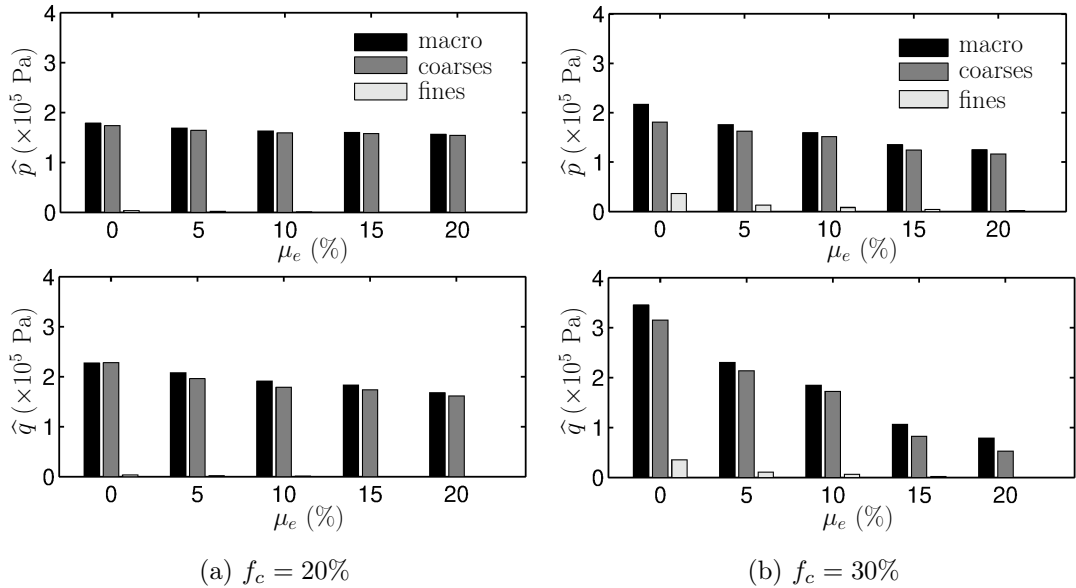 4
3
2
1
0
p̂ (×10⁵ Pa)
macro
coarses
fines
0 5 10 15 20
μₑ (%)
4
3
2
1
0
p̂ (×10⁵ Pa)
macro
coarses
fines
0 5 10 15 20
μₑ (%)
4
3
2
1
0
q̂ (×10⁵ Pa)
0 5 10 15 20
μₑ (%)
4
3
2
1
0
q̂ (×10⁵ Pa)
0 5 10 15 20
μₑ (%)
(a) f_c = 20%
(b) f_c = 30%